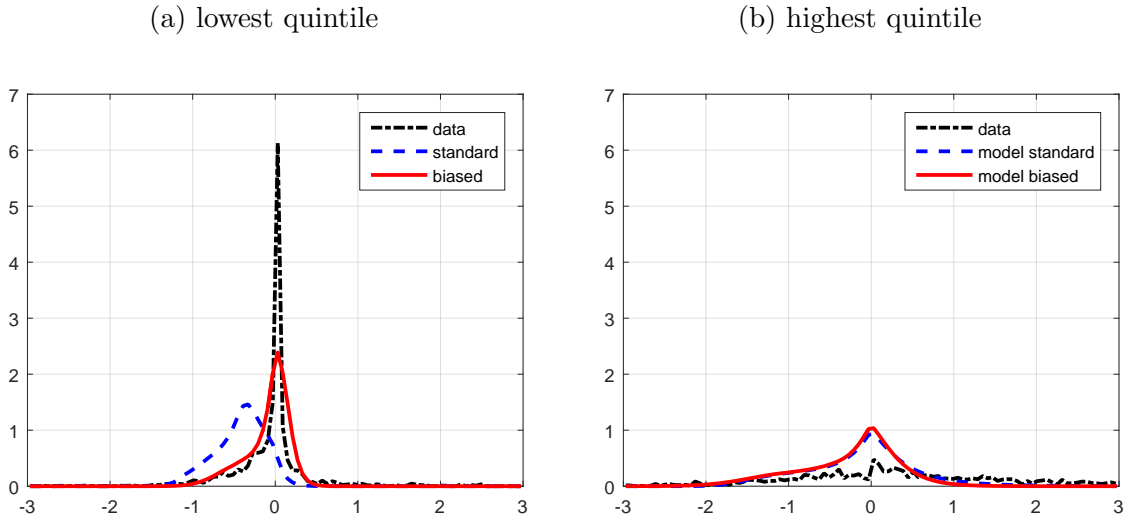 (a) lowest quintile
7
6
5
4
3
2
1
0
-3 -2 -1 0 1 2 3
data
standard
biased
(b) highest quintile
7
6
5
4
3
2
1
0
-3 -2 -1 0 1 2 3
data
model standard
model biased